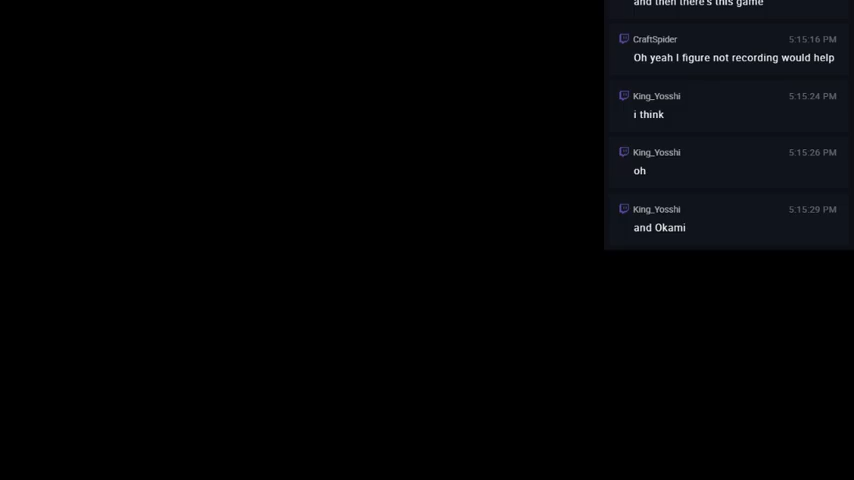 and then there's this game
CraftSpider 5:15:16 PM
Oh yeah I figure not recording would help
King_Yosshi 5:15:24 PM
i think
King_Yosshi 5:15:26 PM
oh
King_Yosshi 5:15:29 PM
and Okami